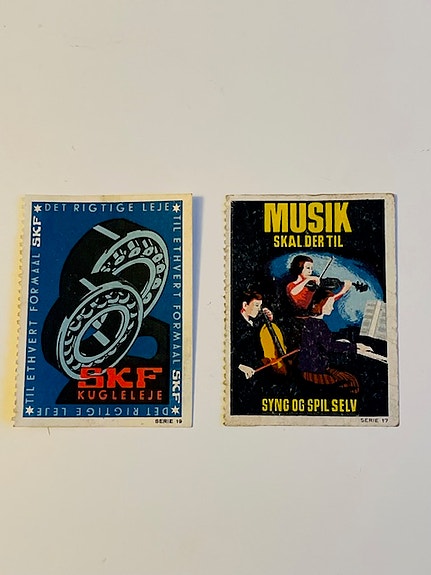 ★DET RIGTIGE LEJE★
TIL ETHVERT FORMAAL SKF
TIL ETHVERT FORMAAL SKF
SKF
KUGLELEJE
★DET RIGTIGE LEJE★
SERIE 19
MUSIK
SKAL DER TIL
SYNG OG SPIL SELV
SERIE 17